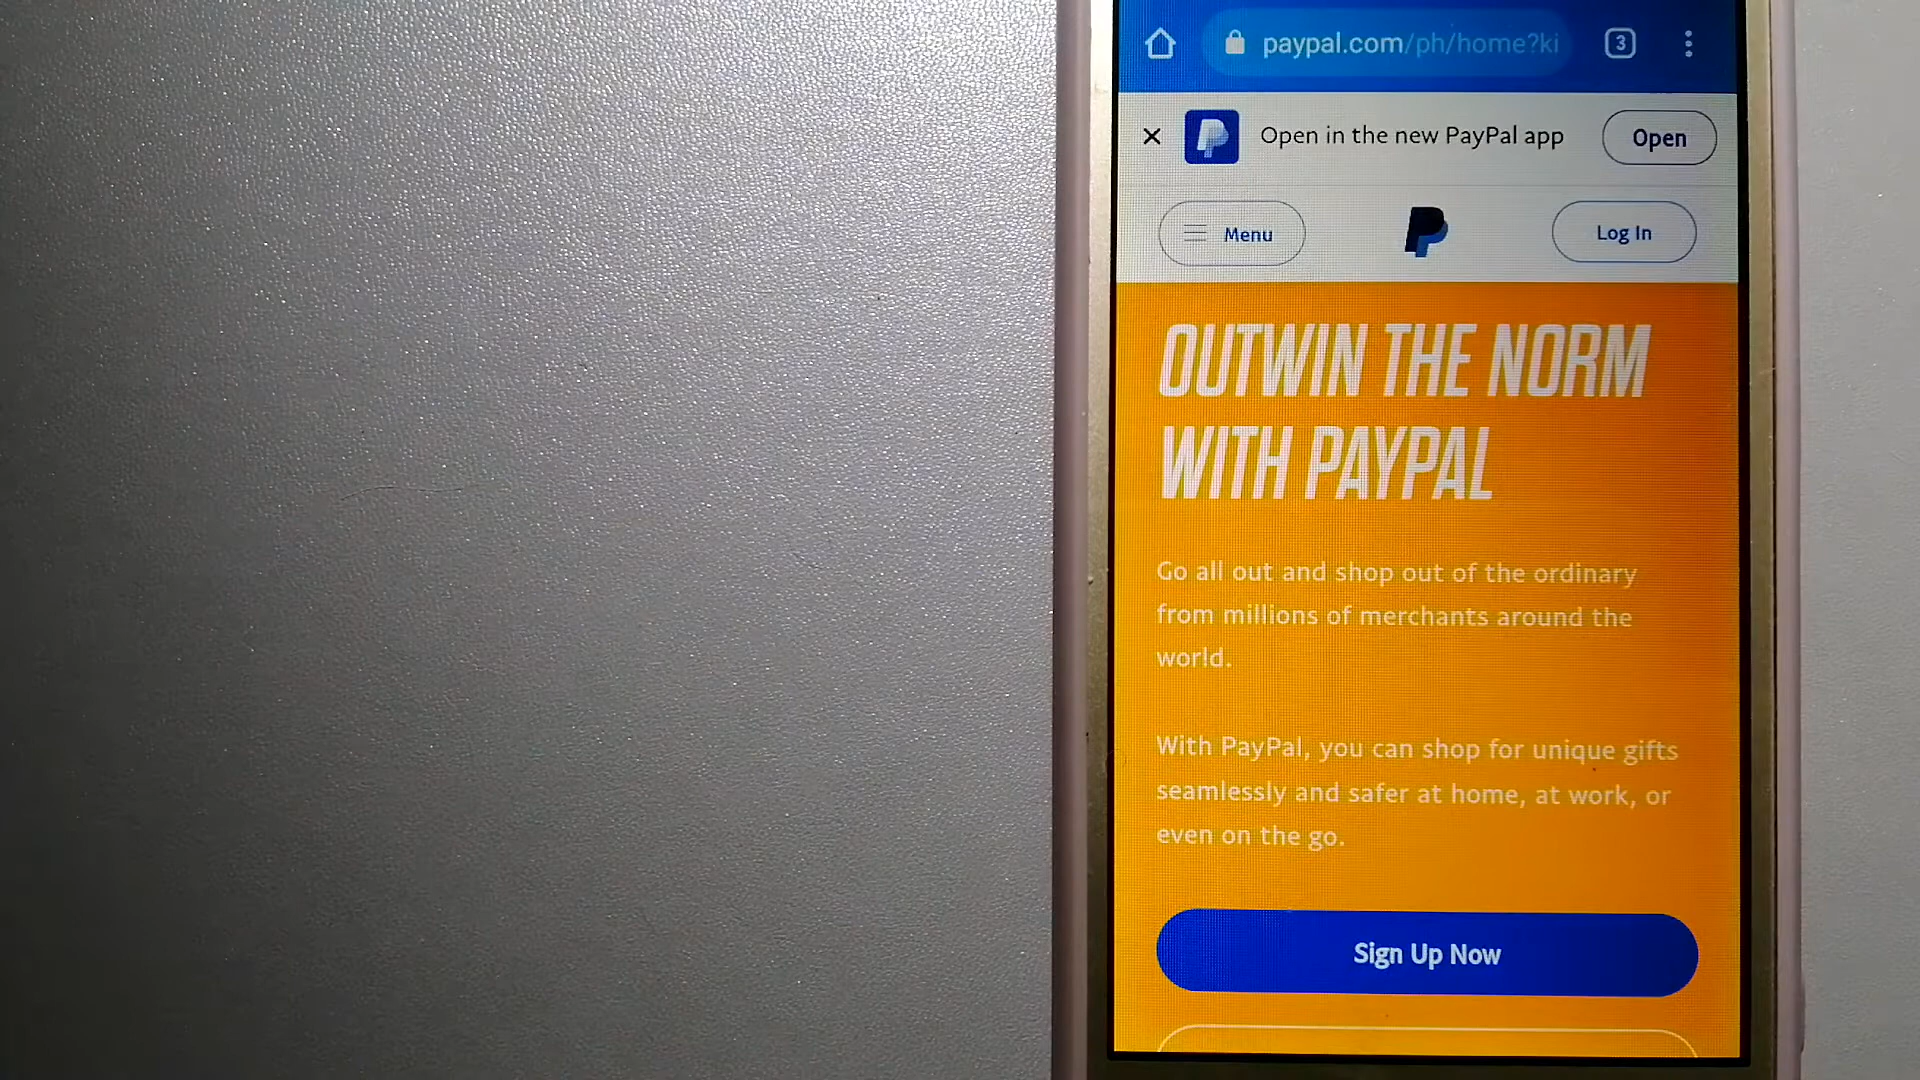 paypal.com/ph/home?ki
3
Open in the new PayPal app
Open
Menu
Log In
OUTWIN THE NORM
WITH PAYPAL
Go all out and shop out of the ordinary
from millions of merchants around the
world.
With PayPal, you can shop for unique gifts
seamlessly and safer at home, at work, or
even on the go.
Sign Up Now